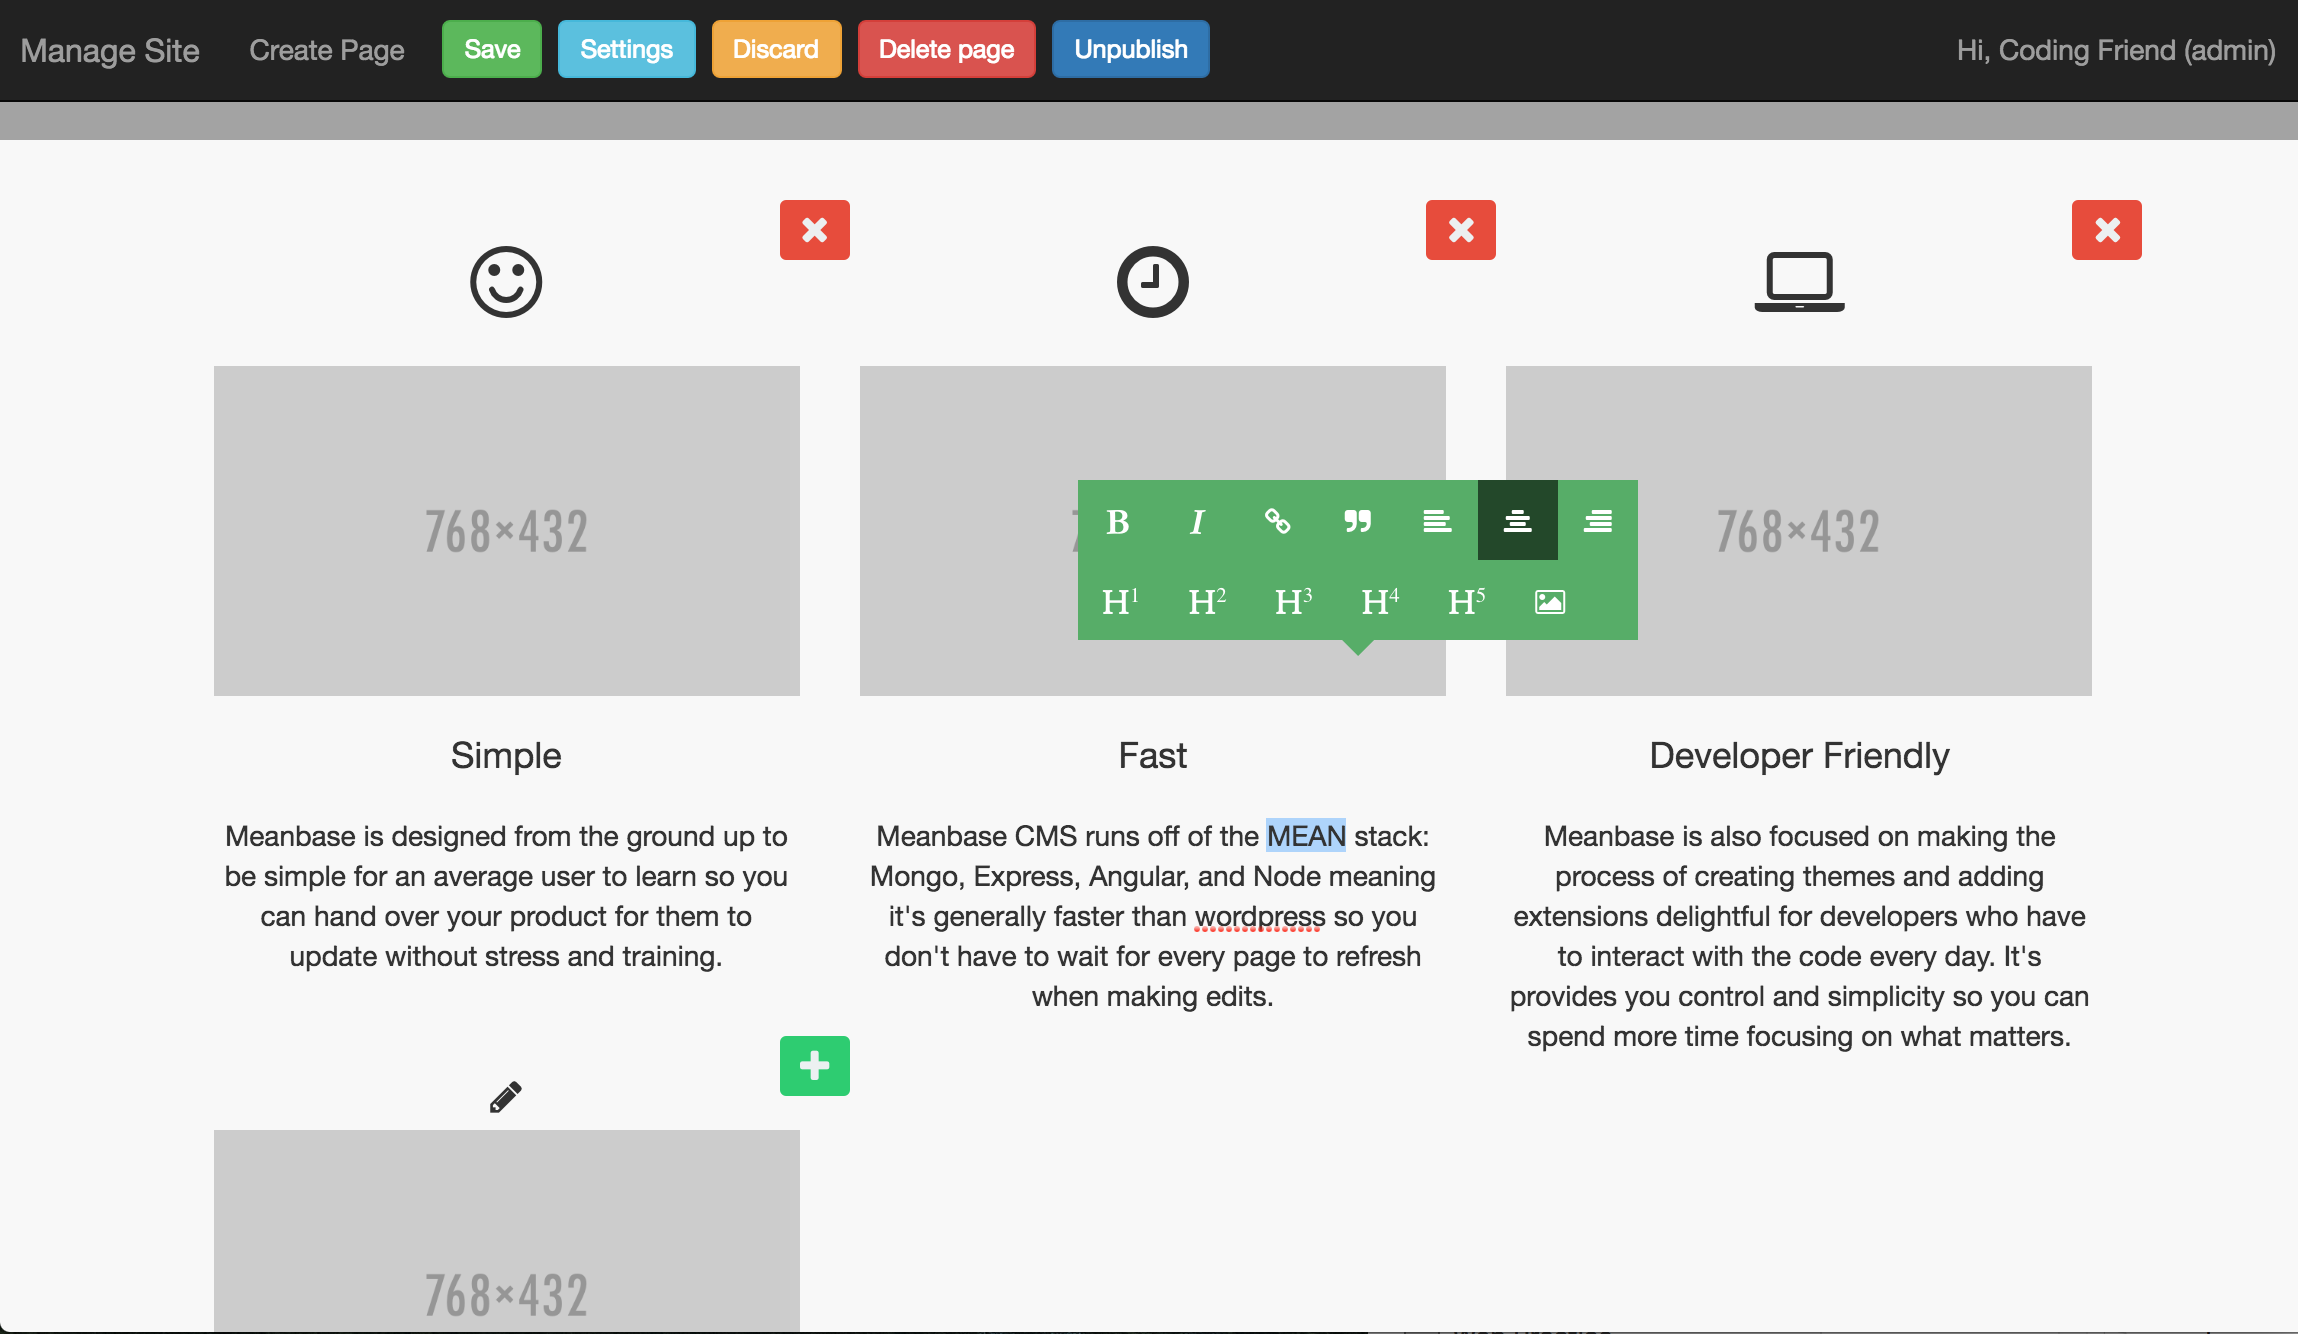 Manage Site Create Page Save Settings Discard Delete page Unpublish Hi, Coding Friend (admin)
768×432
B I
H1 H2 H3 H4 H5
768×432
Simple
Meanbase is designed from the ground up to
be simple for an average user to learn so you
can hand over your product for them to
update without stress and training.
Fast
Meanbase CMS runs off of the MEAN stack:
Mongo, Express, Angular, and Node meaning
it's generally faster than wordpress so you
don't have to wait for every page to refresh
when making edits.
Developer Friendly
Meanbase is also focused on making the
process of creating themes and adding
extensions delightful for developers who have
to interact with the code every day. It's
provides you control and simplicity so you can
spend more time focusing on what matters.
768×432